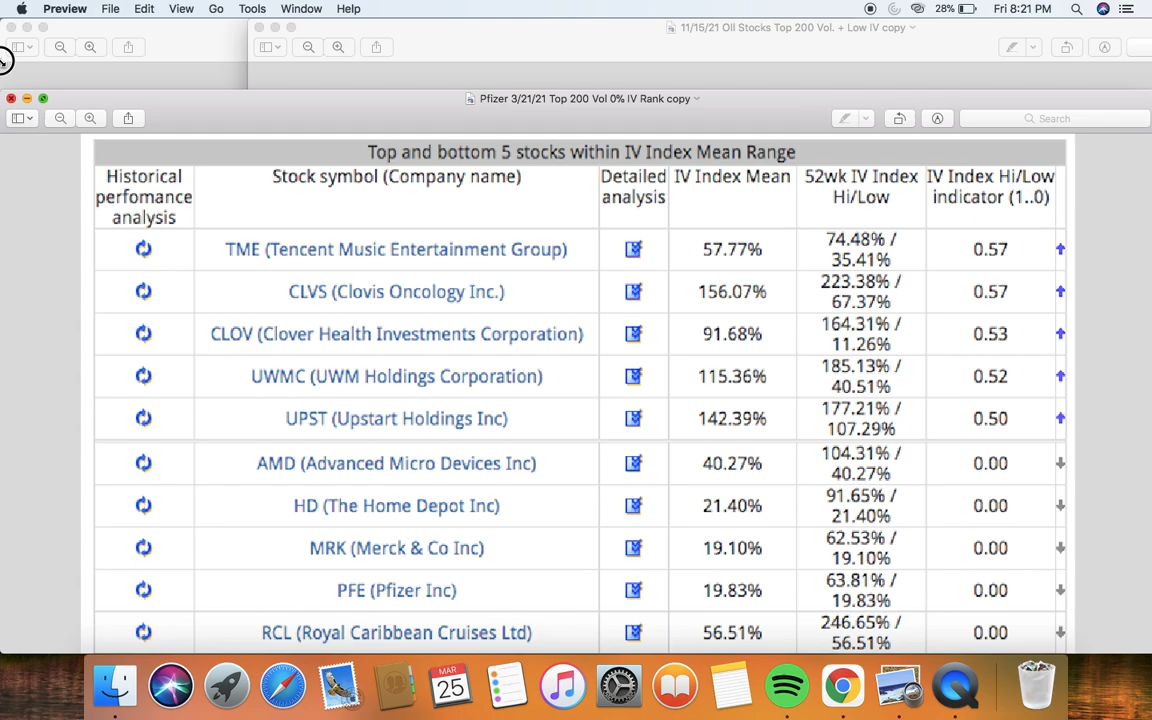 Preview File Edit View Go Tools Window Help 28% Fri 8:21 PM
11/15/21 Oll Stocks Top 200 Vol. + Low IV copy
Pfizer 3/21/21 Top 200 Vol 0% IV Rank copy
Search
Top and bottom 5 stocks within IV Index Mean Range
Historical perfomance analysis Stock symbol (Company name) Detailed analysis IV Index Mean 52wk IV Index Hi/Low IV Index Hi/Low indicator (1..0)
TME (Tencent Music Entertainment Group) 57.77% 74.48% / 35.41% 0.57
CLVS (Clovis Oncology Inc.) 156.07% 223.38% / 67.37% 0.57
CLOV (Clover Health Investments Corporation) 91.68% 164.31% / 11.26% 0.53
UWMC (UWM Holdings Corporation) 115.36% 185.13% / 40.51% 0.52
UPST (Upstart Holdings Inc) 142.39% 177.21% / 107.29% 0.50
AMD (Advanced Micro Devices Inc) 40.27% 104.31% / 40.27% 0.00
HD (The Home Depot Inc) 21.40% 91.65% / 21.40% 0.00
MRK (Merck & Co Inc) 19.10% 62.53% / 19.10% 0.00
PFE (Pfizer Inc) 19.83% 63.81% / 19.83% 0.00
RCL (Royal Caribbean Cruises Ltd) 56.51% 246.65% / 56.51% 0.00
MAR
25